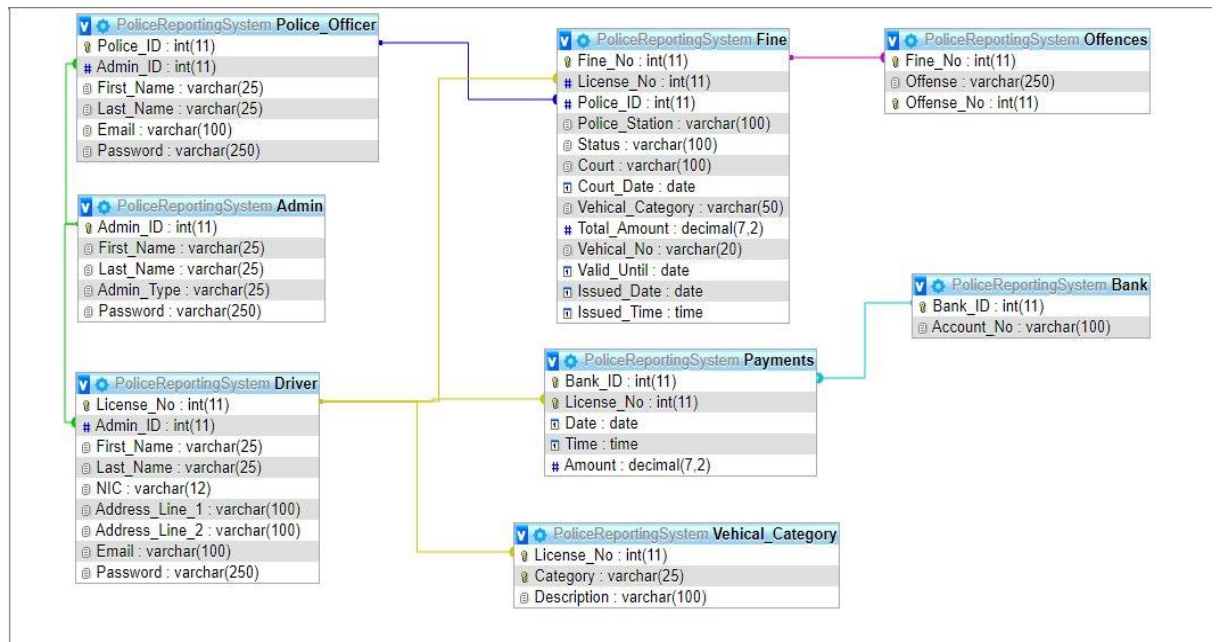 PoliceReportingSystem Police_Officer
Police_ID : int(11)
Admin_ID : int(11)
First_Name : varchar(25)
Last_Name : varchar(25)
Email : varchar(100)
Password : varchar(250)
PoliceReportingSystem Admin
Admin_ID : int(11)
First_Name : varchar(25)
Last_Name : varchar(25)
Admin_Type : varchar(25)
Password : varchar(250)
PoliceReportingSystem Driver
License_No : int(11)
Admin_ID : int(11)
First_Name : varchar(25)
Last_Name : varchar(25)
NIC : varchar(12)
Address_Line_1 : varchar(100)
Address_Line_2 : varchar(100)
Email : varchar(100)
Password : varchar(250)
PoliceReportingSystem Fine
Fine_No : int(11)
License_No : int(11)
Police_ID : int(11)
Police_Station : varchar(100)
Status : varchar(100)
Court : varchar(100)
Court_Date : date
Vehical_Category : varchar(50)
Total_Amount : decimal(7,2)
Vehical_No : varchar(20)
Valid_Until : date
Issued_Date : date
Issued_Time : time
PoliceReportingSystem Payments
Bank_ID : int(11)
License_No : int(11)
Date : date
Time : time
Amount : decimal(7,2)
PoliceReportingSystem Vehical_Category
License_No : int(11)
Category : varchar(25)
Description : varchar(100)
PoliceReportingSystem Offences
Fine_No : int(11)
Offense : varchar(250)
Offense_No : int(11)
PoliceReportingSystem Bank
Bank_ID : int(11)
Account_No : varchar(100)